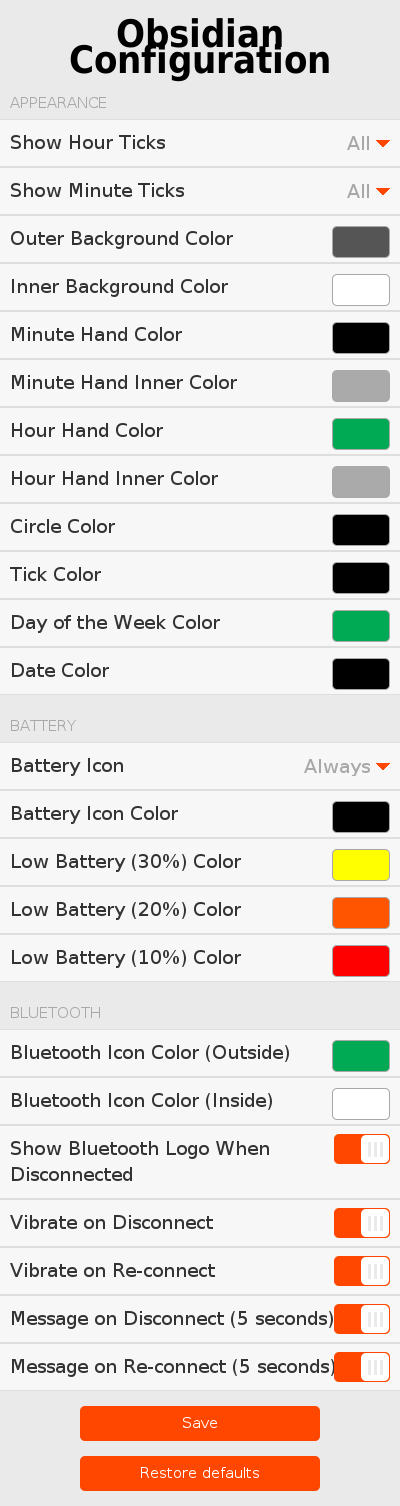 Obsidian
Configuration
APPEARANCE
Show Hour Ticks All
Show Minute Ticks All
Outer Background Color
Inner Background Color
Minute Hand Color
Minute Hand Inner Color
Hour Hand Color
Hour Hand Inner Color
Circle Color
Tick Color
Day of the Week Color
Date Color
BATTERY
Battery Icon Always
Battery Icon Color
Low Battery (30%) Color
Low Battery (20%) Color
Low Battery (10%) Color
BLUETOOTH
Bluetooth Icon Color (Outside)
Bluetooth Icon Color (Inside)
Show Bluetooth Logo When
Disconnected
Vibrate on Disconnect
Vibrate on Re-connect
Message on Disconnect (5 seconds)
Message on Re-connect (5 seconds)
Save
Restore defaults